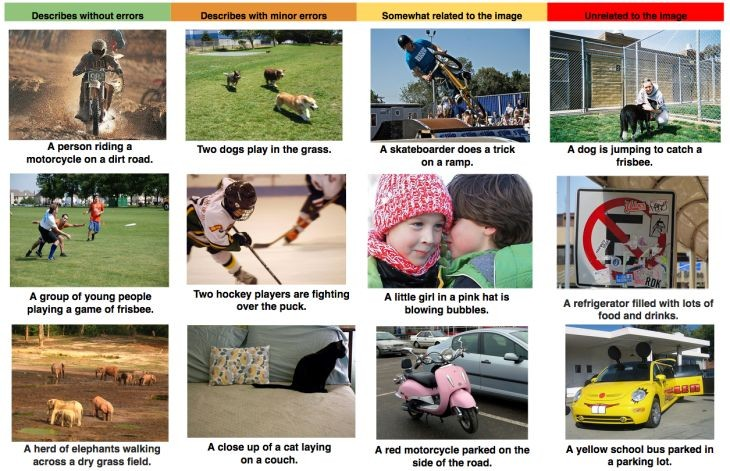 Describes without errors
Describes with minor errors
Somewhat related to the image
Unrelated to the image
A person riding a
motorcycle on a dirt road.
Two dogs play in the grass.
A skateboarder does a trick
on a ramp.
A dog is jumping to catch a
frisbee.
A group of young people
playing a game of frisbee.
Two hockey players are fighting
over the puck.
A little girl in a pink hat is
blowing bubbles.
A refrigerator filled with lots of
food and drinks.
A herd of elephants walking
across a dry grass field.
A close up of a cat laying
on a couch.
A red motorcycle parked on the
side of the road.
A yellow school bus parked in
a parking lot.